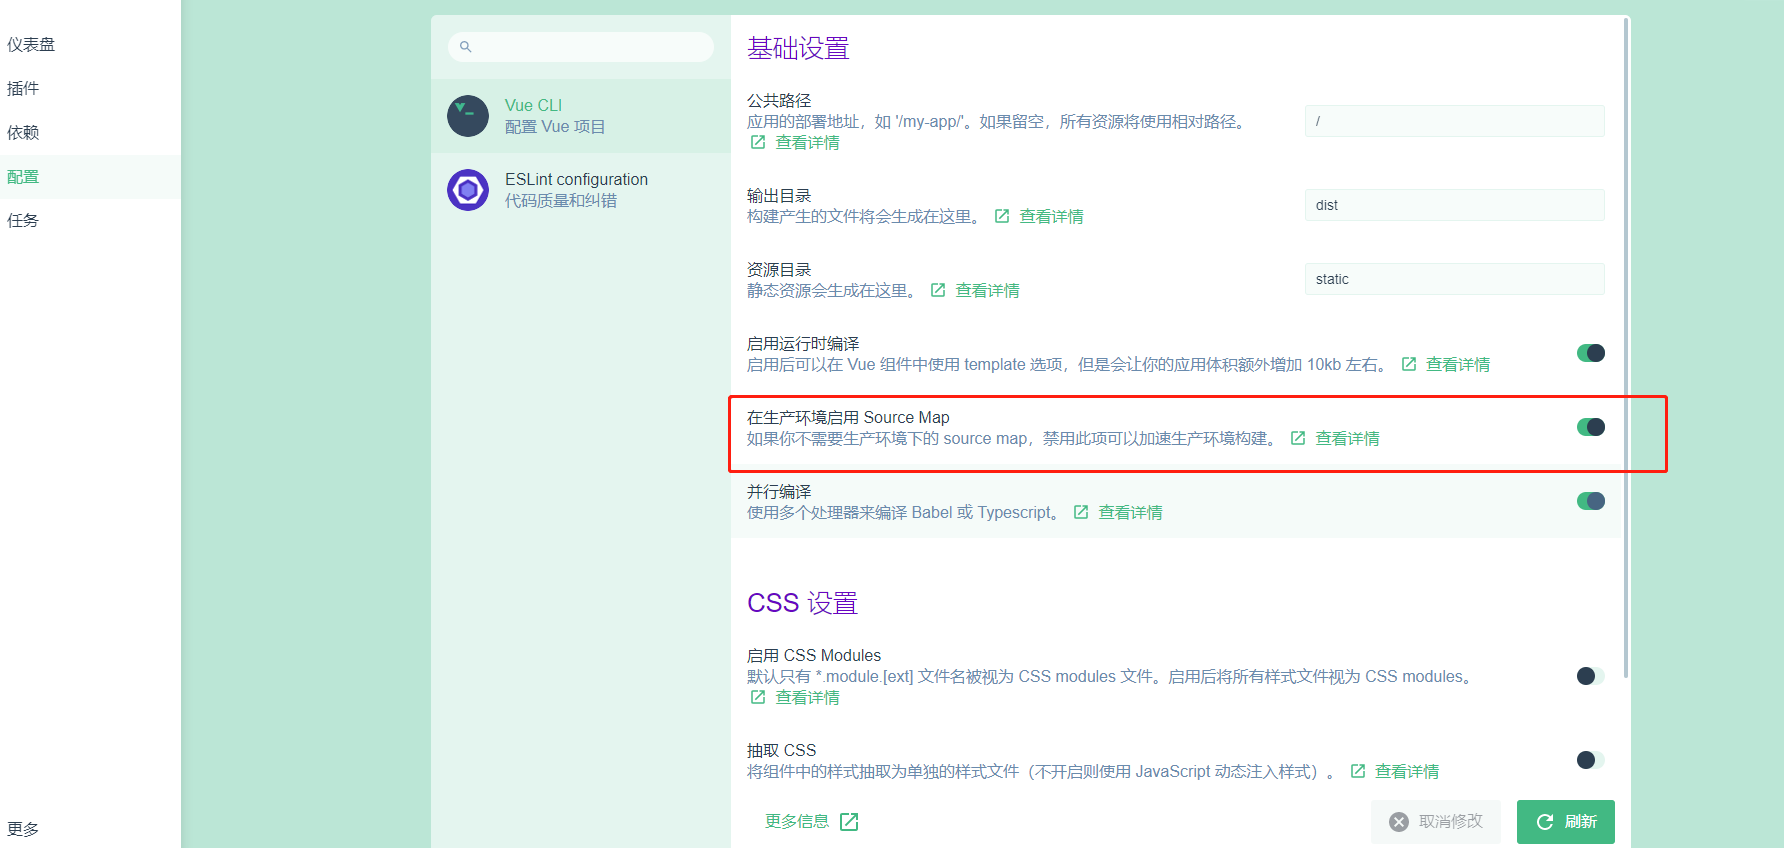 仪表盘
插件
依赖
配置
任务
更多
Vue CLI
配置 Vue 项目
ESLint configuration
代码质量和纠错
基础设置
公共路径
应用的部署地址，如 '/my-app/'。如果留空，所有资源将使用相对路径。
查看详情
/
输出目录
构建产生的文件将会生成在这里。 查看详情
dist
资源目录
静态资源会生成在这里。 查看详情
static
启用运行时编译
启用后可以在 Vue 组件中使用 template 选项，但是会让你的应用体积额外增加 10kb 左右。 查看详情
在生产环境启用 Source Map
如果你不需要生产环境下的 source map，禁用此项可以加速生产环境构建。 查看详情
并行编译
使用多个处理器来编译 Babel 或 Typescript。 查看详情
CSS 设置
启用 CSS Modules
默认只有 *.module.[ext] 文件名被视为 CSS modules 文件。启用后将所有样式文件视为 CSS modules。
查看详情
抽取 CSS
将组件中的样式抽取为单独的样式文件（不开启则使用 JavaScript 动态注入样式）。 查看详情
更多信息
取消修改
刷新